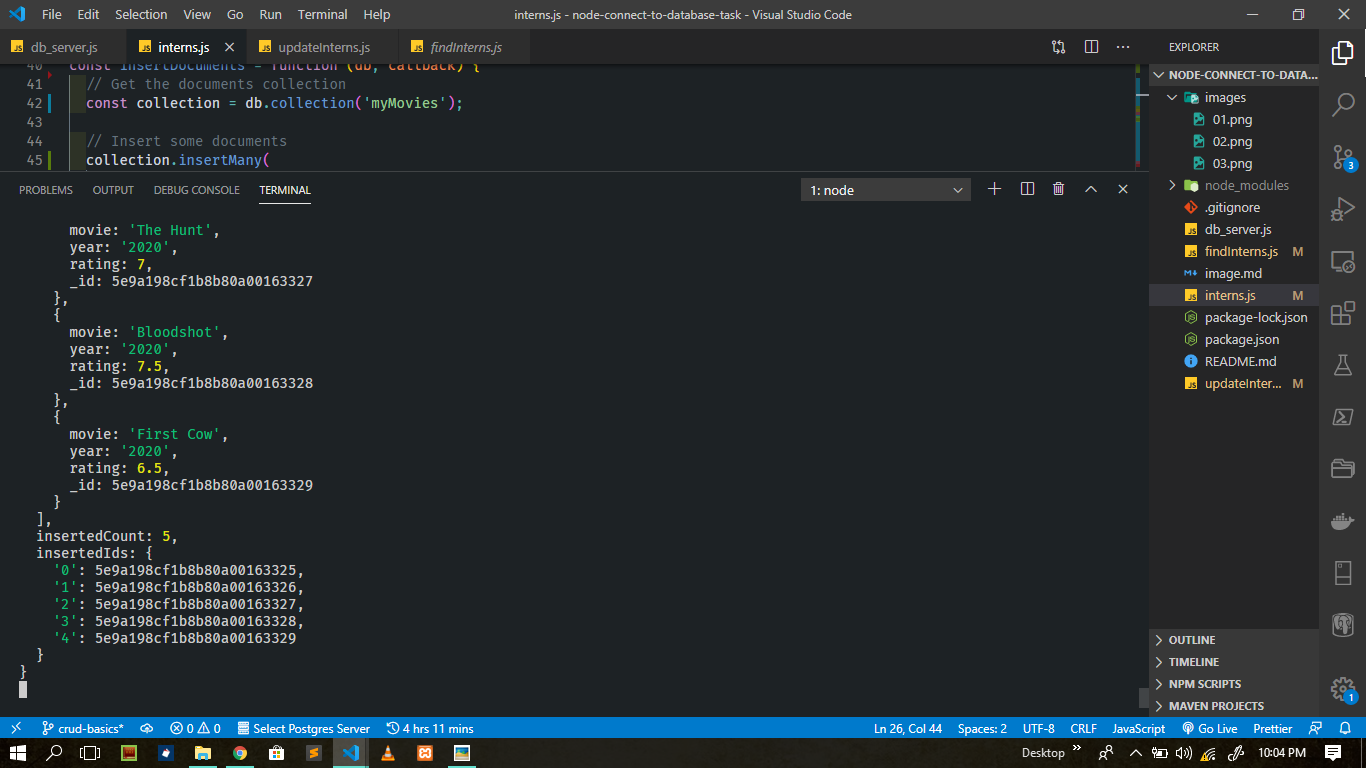 File Edit Selection View Go Run Terminal Help
interns.js - node-connect-to-database-task - Visual Studio Code
db_server.js
interns.js
updateInterns.js
findInterns.js
40 const insertDocuments = function (db, callback) {
41 // Get the documents collection
42 const collection = db.collection('myMovies');
43
44 // Insert some documents
45 collection.insertMany(
PROBLEMS OUTPUT DEBUG CONSOLE TERMINAL
1: node
movie: 'The Hunt',
year: '2020',
rating: 7,
_id: 5e9a198cf1b8b80a00163327
},
{
movie: 'Bloodshot',
year: '2020',
rating: 7.5,
_id: 5e9a198cf1b8b80a00163328
},
{
movie: 'First Cow',
year: '2020',
rating: 6.5,
_id: 5e9a198cf1b8b80a00163329
}
],
insertedCount: 5,
insertedIds: {
'0': 5e9a198cf1b8b80a00163325,
'1': 5e9a198cf1b8b80a00163326,
'2': 5e9a198cf1b8b80a00163327,
'3': 5e9a198cf1b8b80a00163328,
'4': 5e9a198cf1b8b80a00163329
}
}
EXPLORER
NODE-CONNECT-TO-DATA...
images
01.png
02.png
03.png
node_modules
.gitignore
db_server.js
findInterns.js M
image.md
interns.js M
package-lock.json
package.json
README.md
updateInter... M
OUTLINE
TIMELINE
NPM SCRIPTS
MAVEN PROJECTS
3
1
crud-basics* 0 0 Select Postgres Server 4 hrs 11 mins
Ln 26, Col 44 Spaces: 2 UTF-8 CRLF JavaScript Go Live Prettier
Desktop 10:04 PM